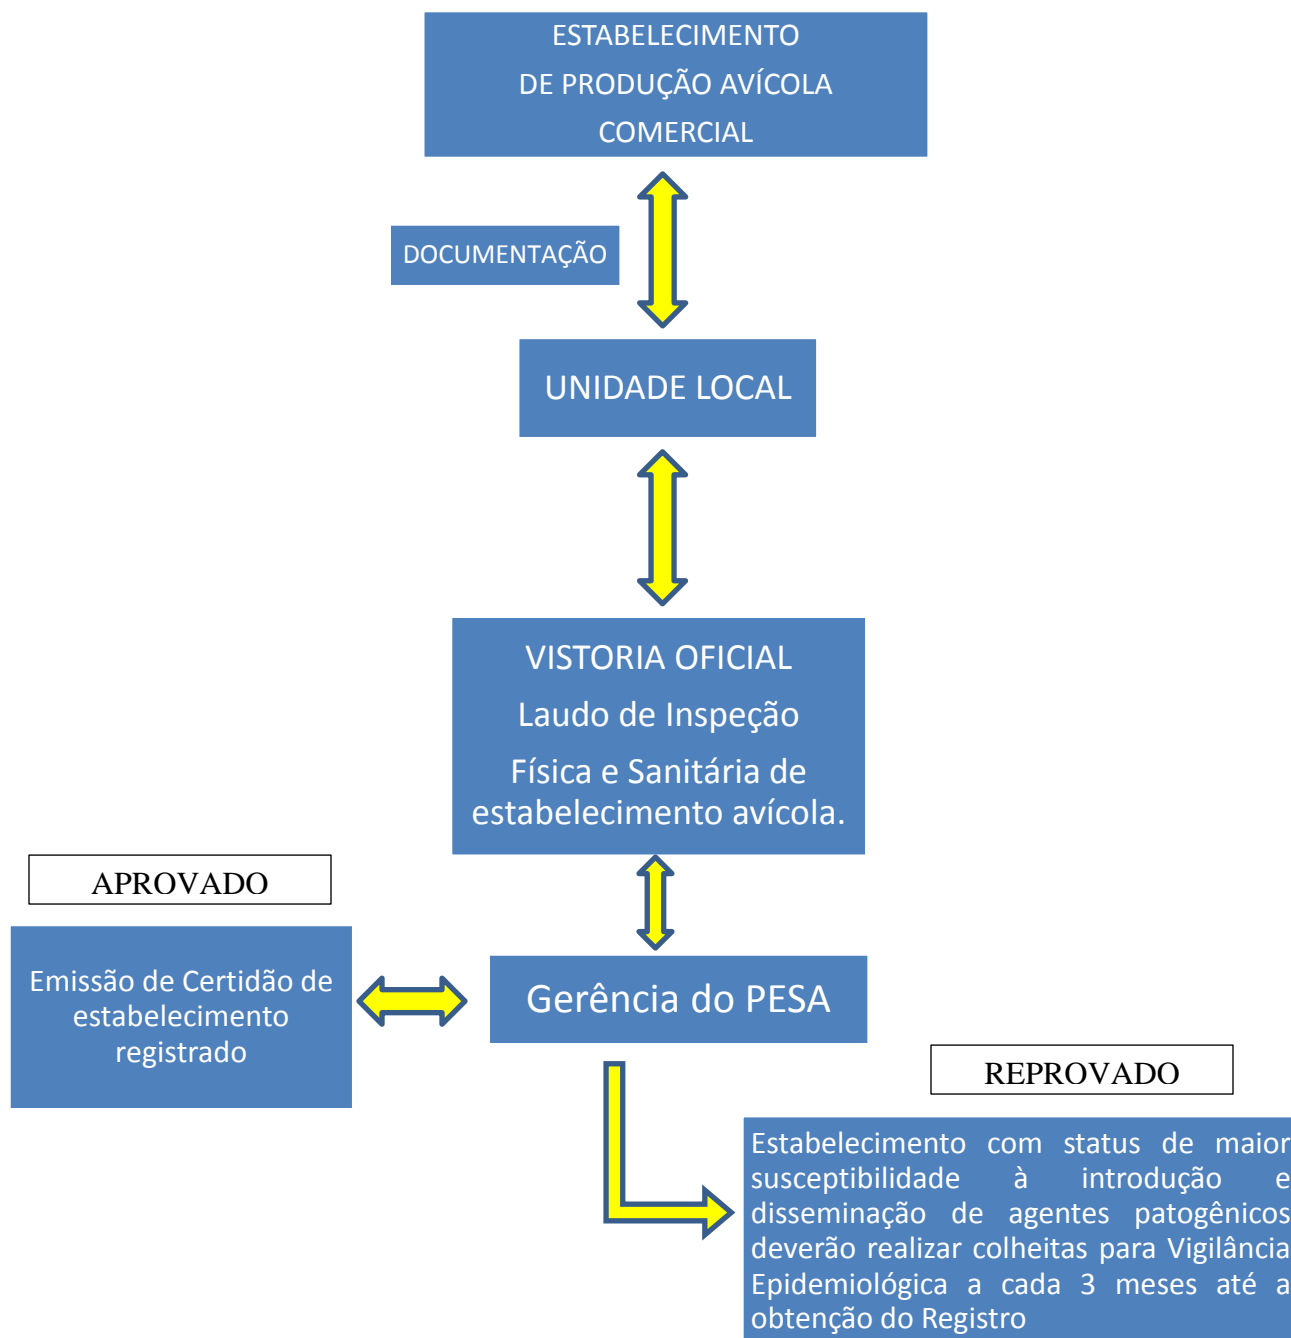 ESTABELECIMENTO
DE PRODUÇÃO AVÍCOLA
COMERCIAL
DOCUMENTAÇÃO
UNIDADE LOCAL
VISTORIA OFICIAL
Laudo de Inspeção
Física e Sanitária de
estabelecimento avícola.
APROVADO
Emissão de Certidão de
estabelecimento
registrado
Gerência do PESA
REPROVADO
Estabelecimento com status de maior
susceptibilidade à introdução e
disseminação de agentes patogênicos
deverão realizar colheitas para Vigilância
Epidemiológica a cada 3 meses até a
obtenção do Registro